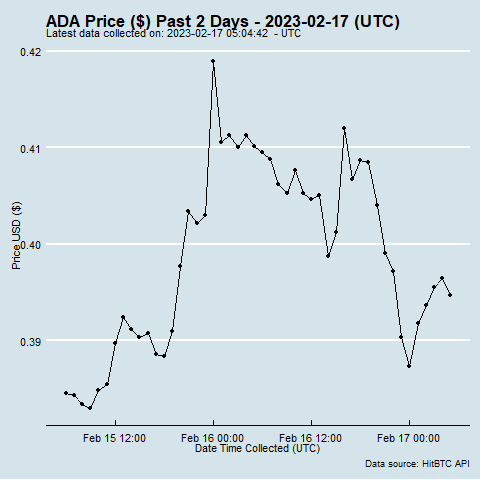 ADA Price ($) Past 2 Days - 2023-02-17 (UTC)
Latest data collected on: 2023-02-17 05:04:42 - UTC
0.42
0.41
0.40
0.39
Price USD ($)
Feb 15 12:00 Feb 16 00:00 Feb 16 12:00 Feb 17 00:00
Date Time Collected (UTC)
Data source: HitBTC API